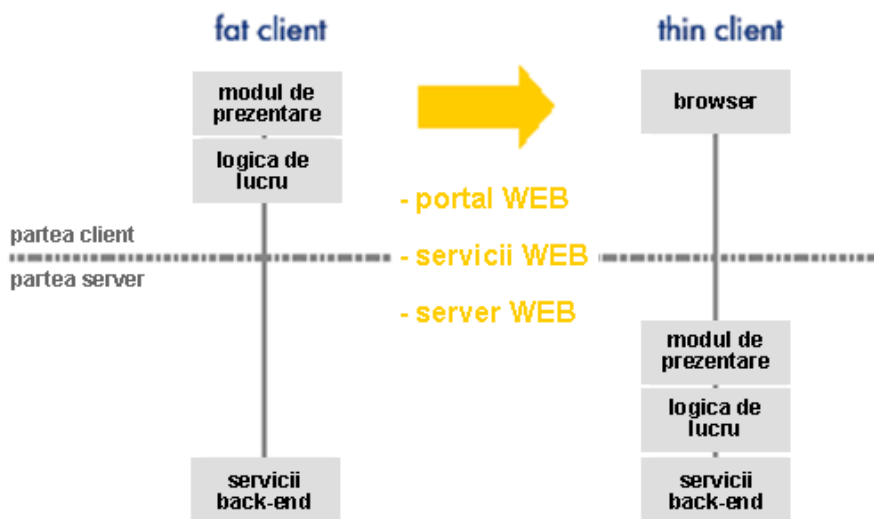 fat client
thin client
modul de
prezentare
browser
logica de
lucru
- portal WEB
partea client
- servicii WEB
partea server
- server WEB
modul de
prezentare
logica de
lucru
servicii
back-end
servicii
back-end